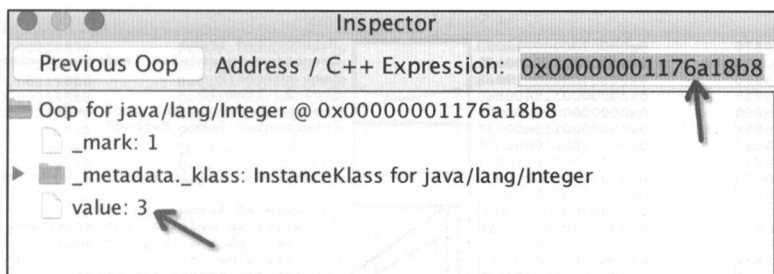 Inspector
Previous Oop Address / C++ Expression: 0x00000001176a18b8
Oop for java/lang/Integer @ 0x00000001176a18b8
_mark: 1
_metadata._klass: InstanceKlass for java/lang/Integer
value: 3